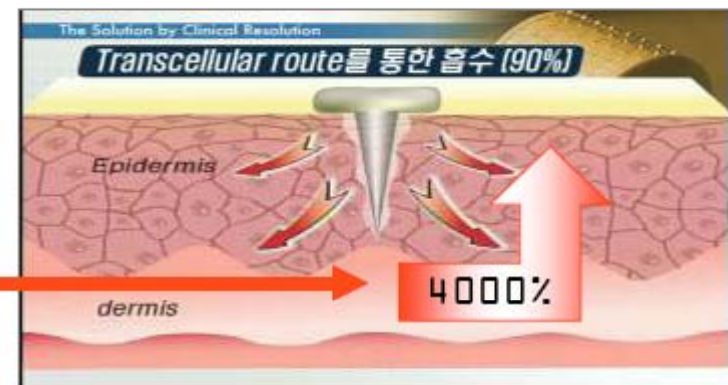 The Solution by Clinical Resolution
Transcellular route를 통한 흡수 (90%)
Epidermis
4000%
dermis